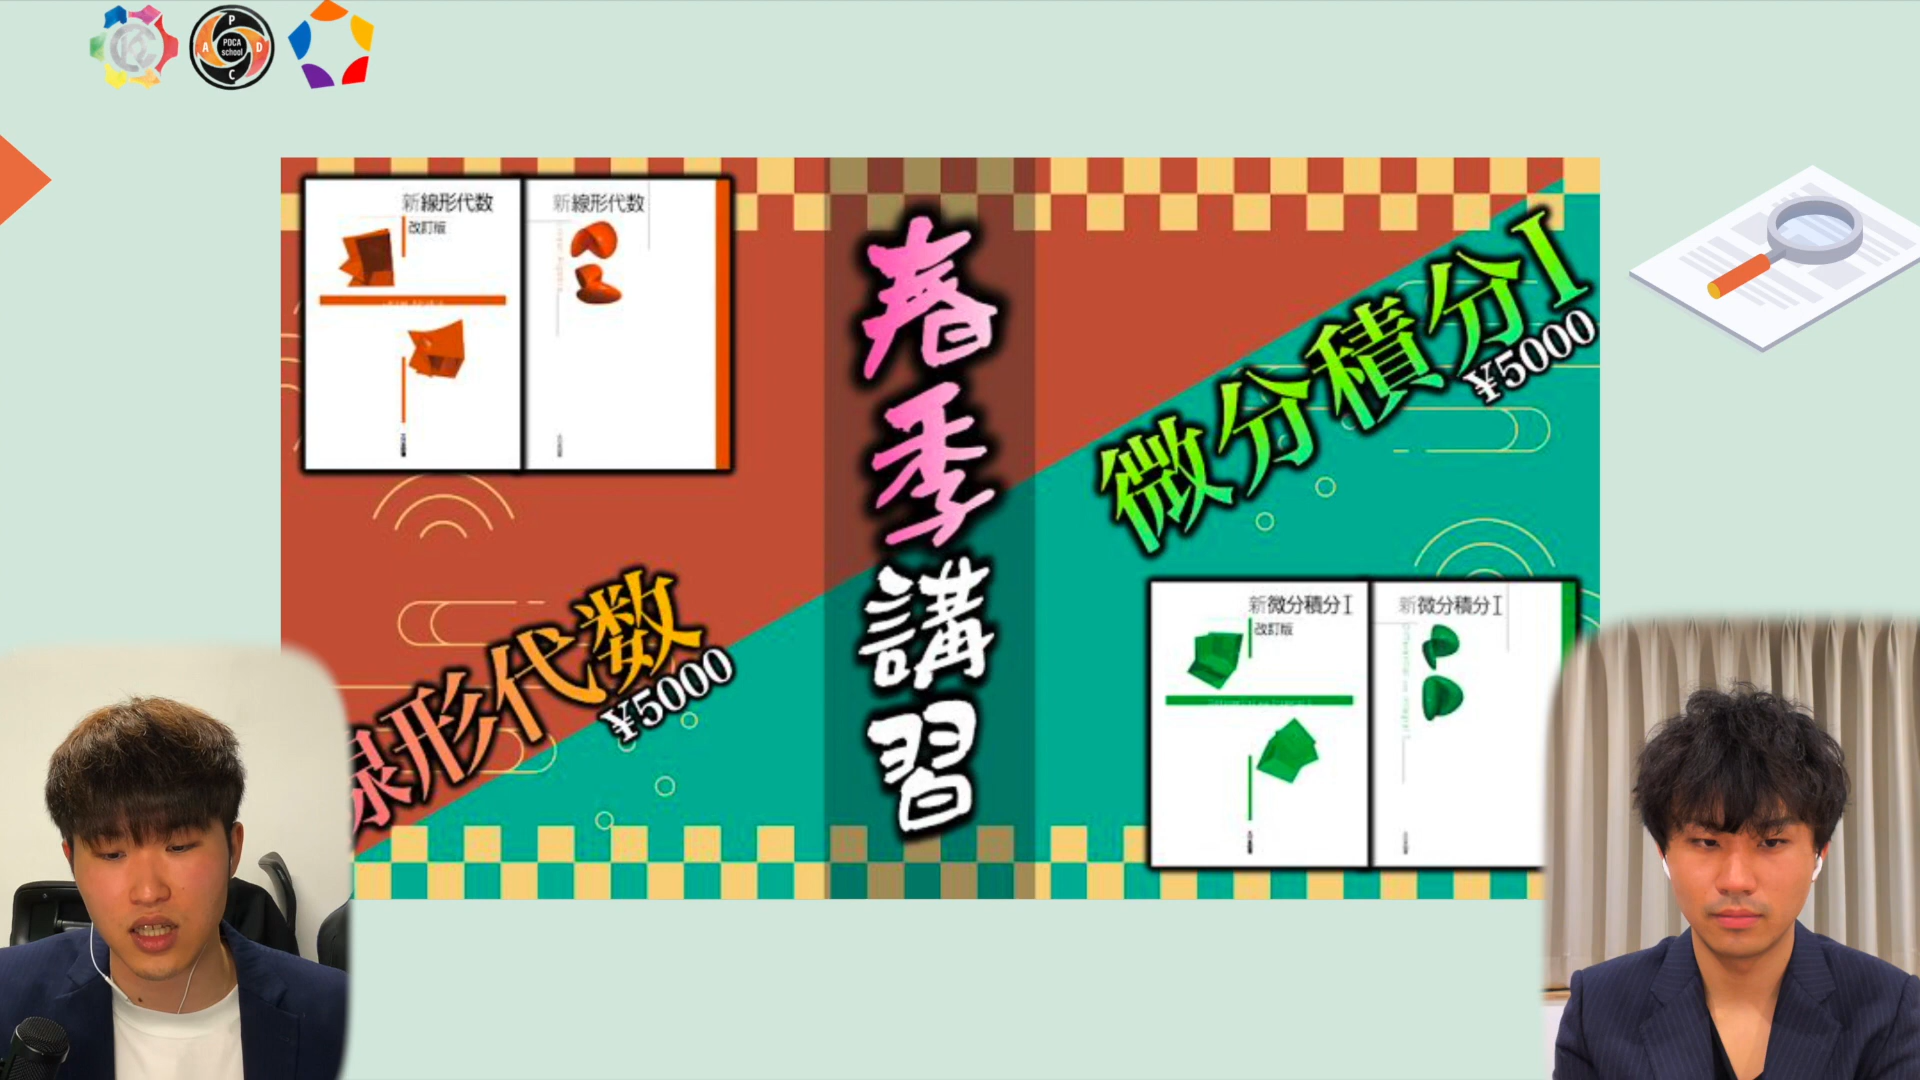 P
A PDCA D
school
C
新線形代数
改訂版
新線形代数
春季講習
微分積分I
¥5000
線形代数
¥5000
新微分積分I
改訂版
新微分積分I